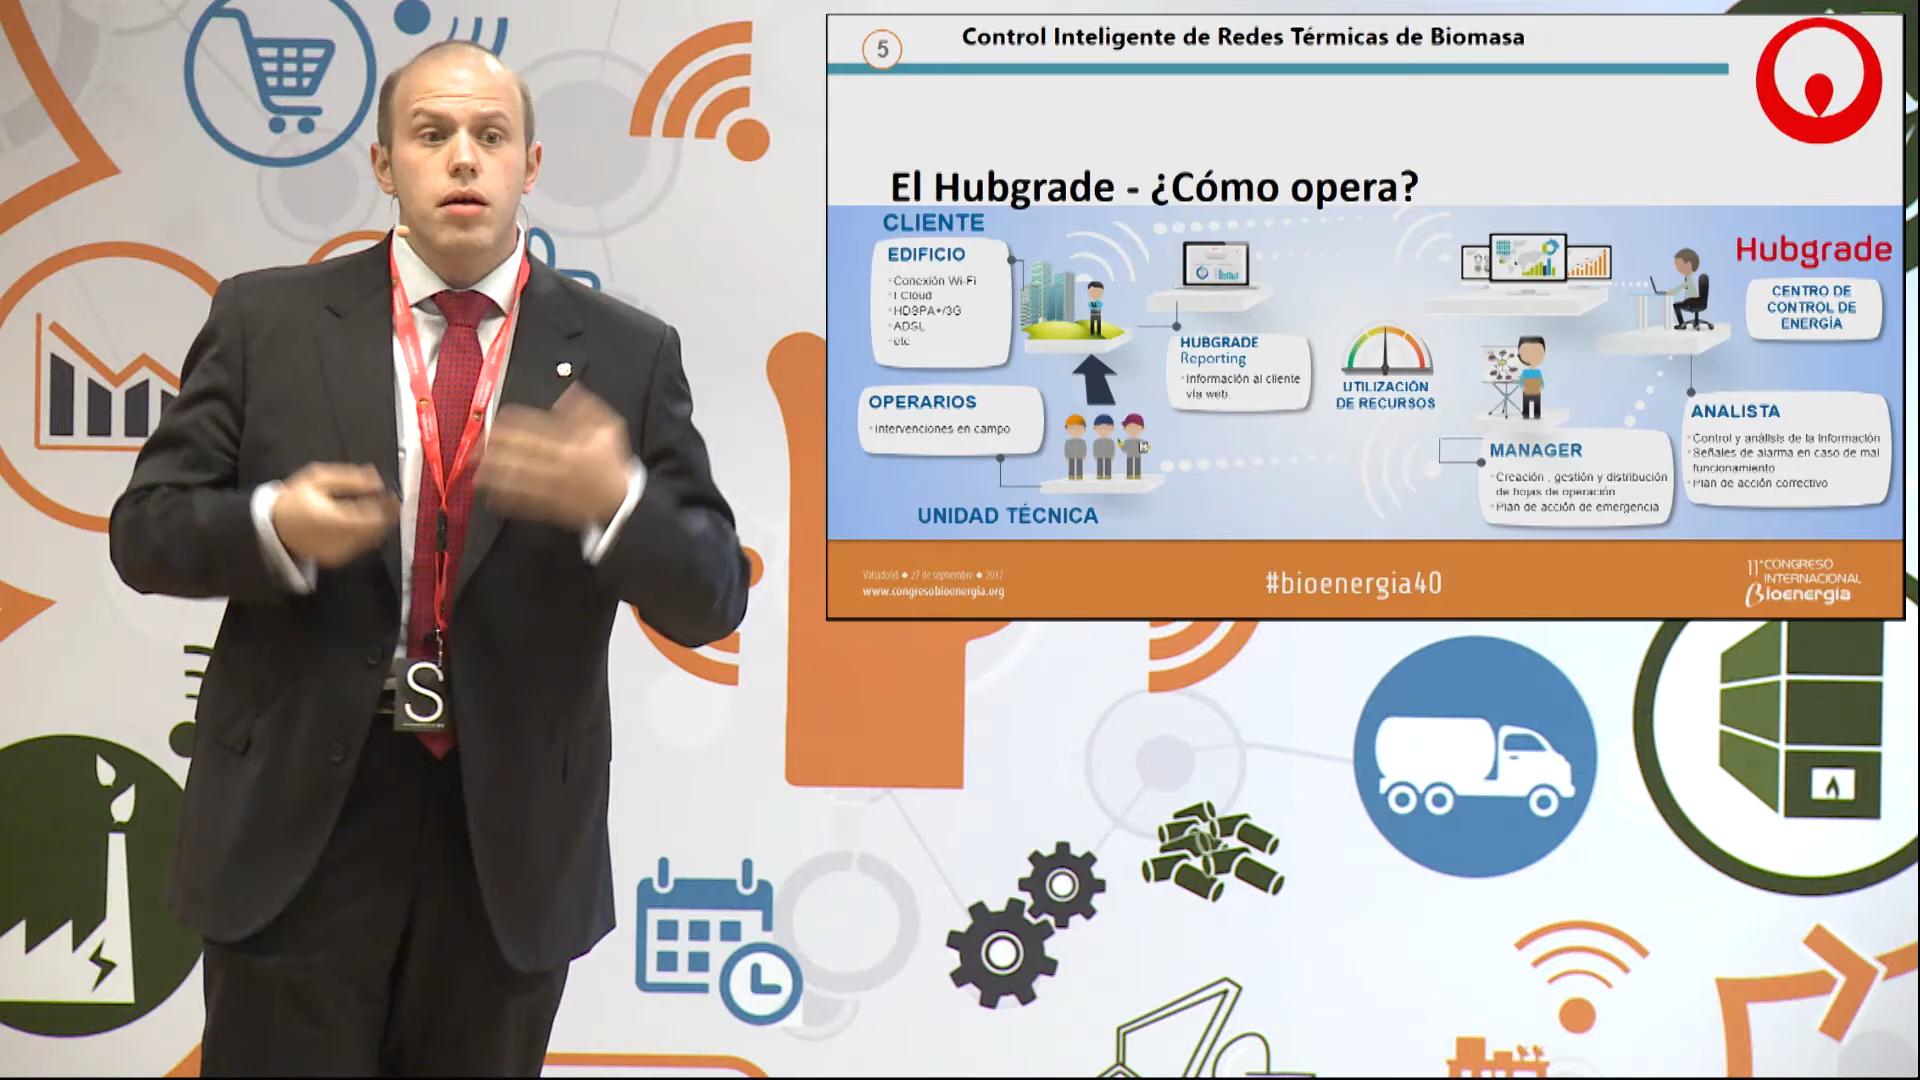 5
Control Inteligente de Redes Térmicas de Biomasa
El Hubgrade - ¿Cómo opera?
CLIENTE
EDIFICIO
Conexión Wi-Fi
I Cloud
HDSPA+/3G
ADSL
etc
HUBGRADE
Reporting
Información al cliente
vía web.
UTILIZACIÓN
DE RECURSOS
OPERARIOS
Intervenciones en campo
UNIDAD TÉCNICA
Hubgrade
CENTRO DE
CONTROL DE
ENERGÍA
MANAGER
Creación , gestión y distribución
de hojas de operación
Plan de acción de emergencia
ANALISTA
Control y análisis de la información
Señales de alarma en caso de mal
funcionamiento
Plan de acción correctivo
Valladolid ● 27 de septiembre ● 2017
www.congresobioenergia.org
#bioenergia40
11º CONGRESO
INTERNACIONAL
Bioenergía
S